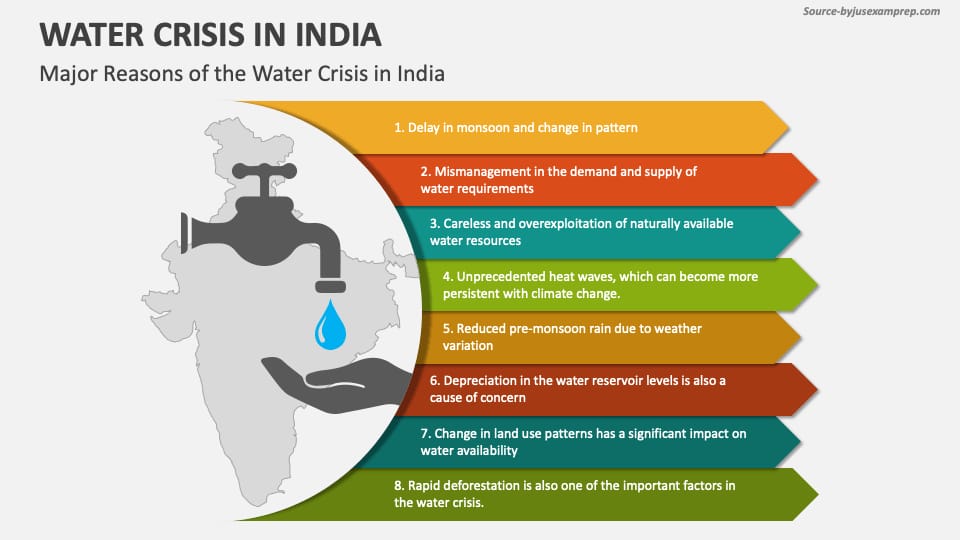 Source-byjusexamprep.com
WATER CRISIS IN INDIA
Major Reasons of the Water Crisis in India
1. Delay in monsoon and change in pattern
2. Mismanagement in the demand and supply of
water requirements
3. Careless and overexploitation of naturally available
water resources
4. Unprecedented heat waves, which can become more
persistent with climate change.
5. Reduced pre-monsoon rain due to weather
variation
6. Depreciation in the water reservoir levels is also a
cause of concern
7. Change in land use patterns has a significant impact on
water availability
8. Rapid deforestation is also one of the important factors in
the water crisis.